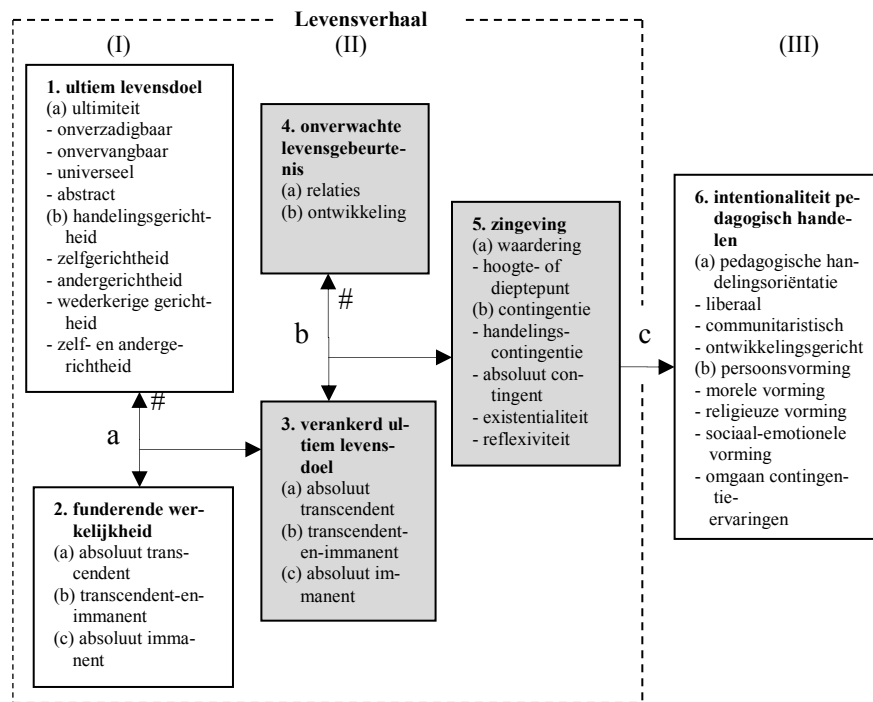 Levensverhaal
(I)
(II)
(III)
1. ultiem levensdoel
(a) ultimiteit
- onverzadigbaar
- onvervangbaar
- universeel
- abstract
(b) handelingsgericht-
heid
- zelfgerichtheid
- andergerichtheid
- wederkerige gericht-
heid
- zelf- en anderge-
richtheid
#
a
2. funderende wer-
kelijkheid
(a) absoluut trans-
cendent
(b) transcendent-en-
immanent
(c) absoluut imma-
nent
4. onverwachte
levensgebeurte-
nis
(a) relaties
(b) ontwikkeling
#
b
3. verankerd ul-
tiem levens-
doel
(a) absoluut
transcendent
(b) transcendent-
en-immanent
(c) absoluut im-
manent
5. zingeving
(a) waardering
- hoogte- of
dieptepunt
(b) contingentie
- handelings-
contingentie
- absoluut con-
tingent
- existentialiteit
- reflexiviteit
c
6. intentionaliteit pe-
dagogisch hande-
len
(a) pedagogische han-
delingsoriëntatie
- liberaal
- communitaristisch
- ontwikkelingsgericht
(b) persoonsvorming
- morele vorming
- religieuze vorming
- sociaal-emotionele
vorming
- omgaan contingen-
tie-
ervaringen